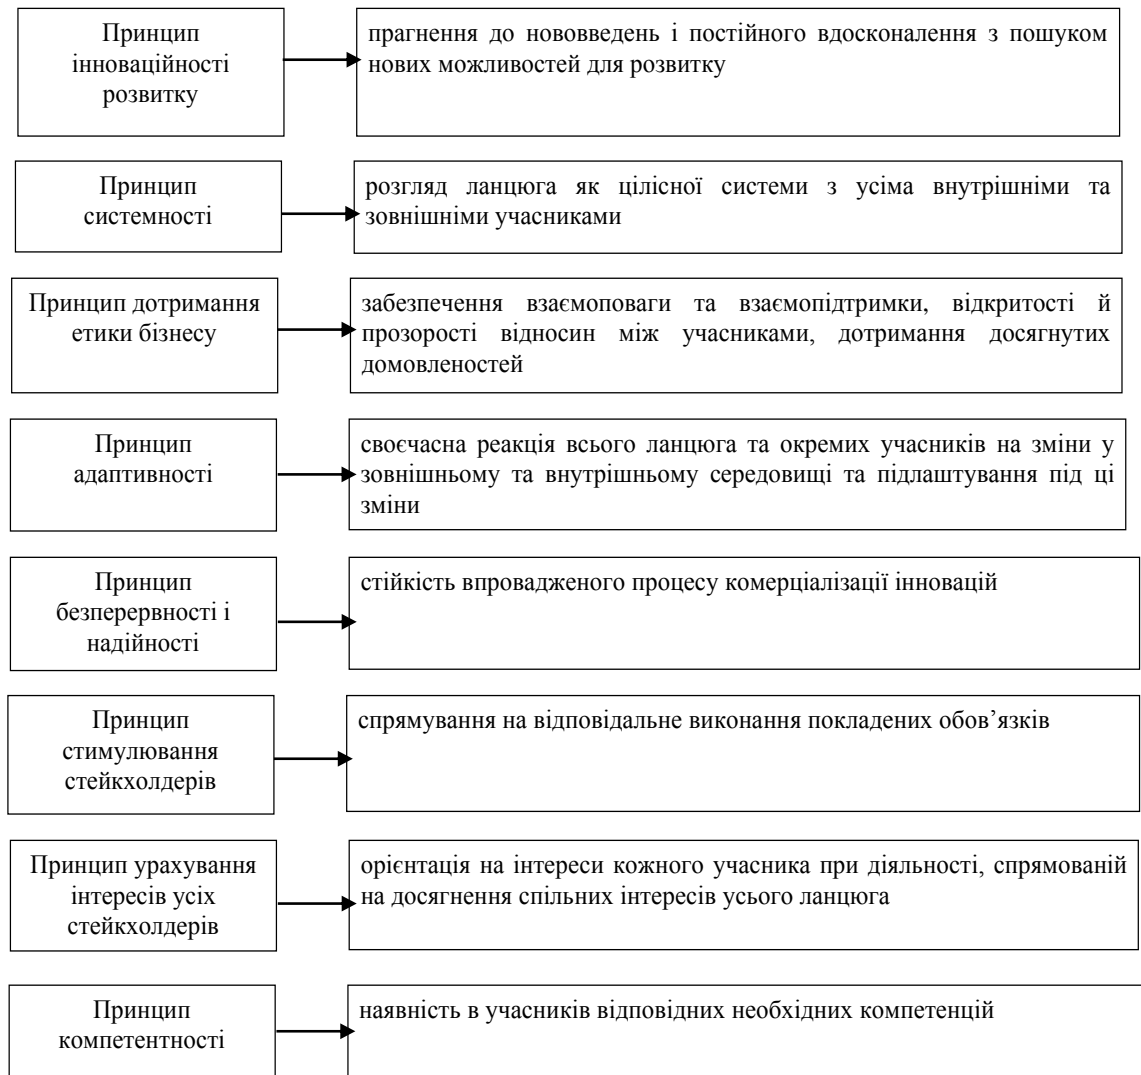 Принцип
інноваційності
розвитку
прагнення до нововведень і постійного вдосконалення з пошуком
нових можливостей для розвитку
Принцип
системності
розгляд ланцюга як цілісної системи з усіма внутрішніми та
зовнішніми учасниками
Принцип дотримання
етики бізнесу
забезпечення взаємоповаги та взаємопідтримки, відкритості й
прозорості відносин між учасниками, дотримання досягнутих
домовленостей
Принцип
адаптивності
своєчасна реакція всього ланцюга та окремих учасників на зміни у
зовнішньому та внутрішньому середовищі та підлаштування під ці
зміни
Принцип
безперервності і
надійності
стійкість впровадженого процесу комерціалізації інновацій
Принцип
стимулювання
стейкхолдерів
спрямування на відповідальне виконання покладених обов’язків
Принцип урахування
інтересів усіх
стейкхолдерів
орієнтація на інтереси кожного учасника при діяльності, спрямованій
на досягнення спільних інтересів усього ланцюга
Принцип
компетентності
наявність в учасників відповідних необхідних компетенцій